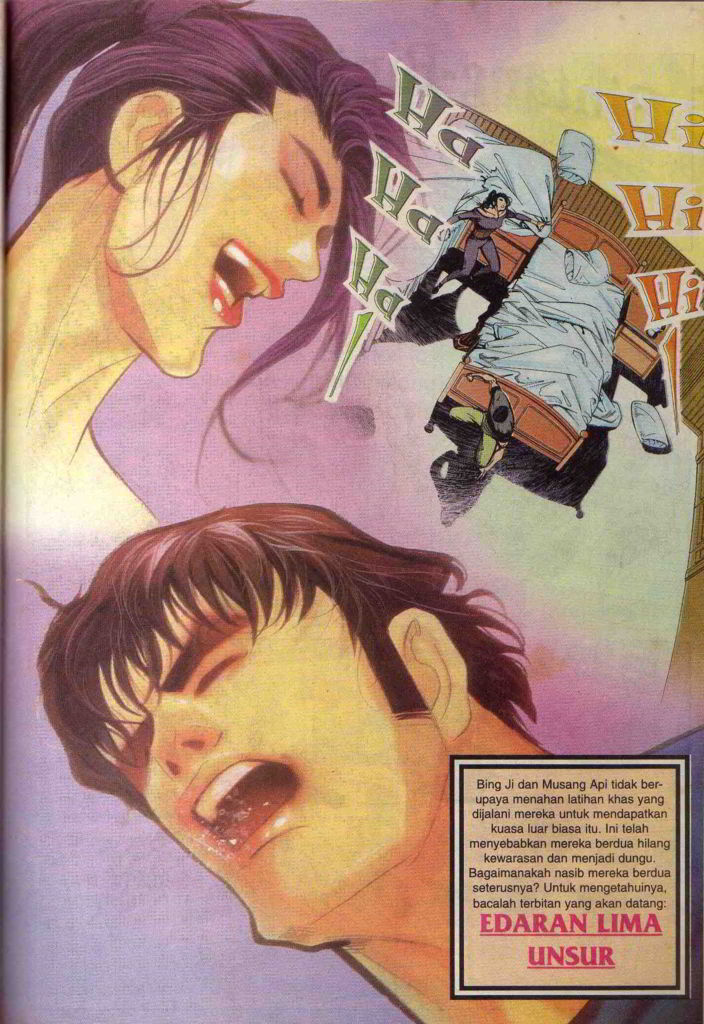 Ha
Ha
Ha!
Hi
Hi
Hi!
Bing Ji dan Musang Api tidak ber-
upaya menahan latihan khas yang
dijalani mereka untuk mendapatkan
kuasa luar biasa itu. Ini telah
menyebabkan mereka berdua hilang
kewarasan dan menjadi dungu.
Bagaimanakah nasib mereka berdua
seterusnya? Untuk mengetahuinya,
bacalah terbitan yang akan datang:
EDARAN LIMA
UNSUR